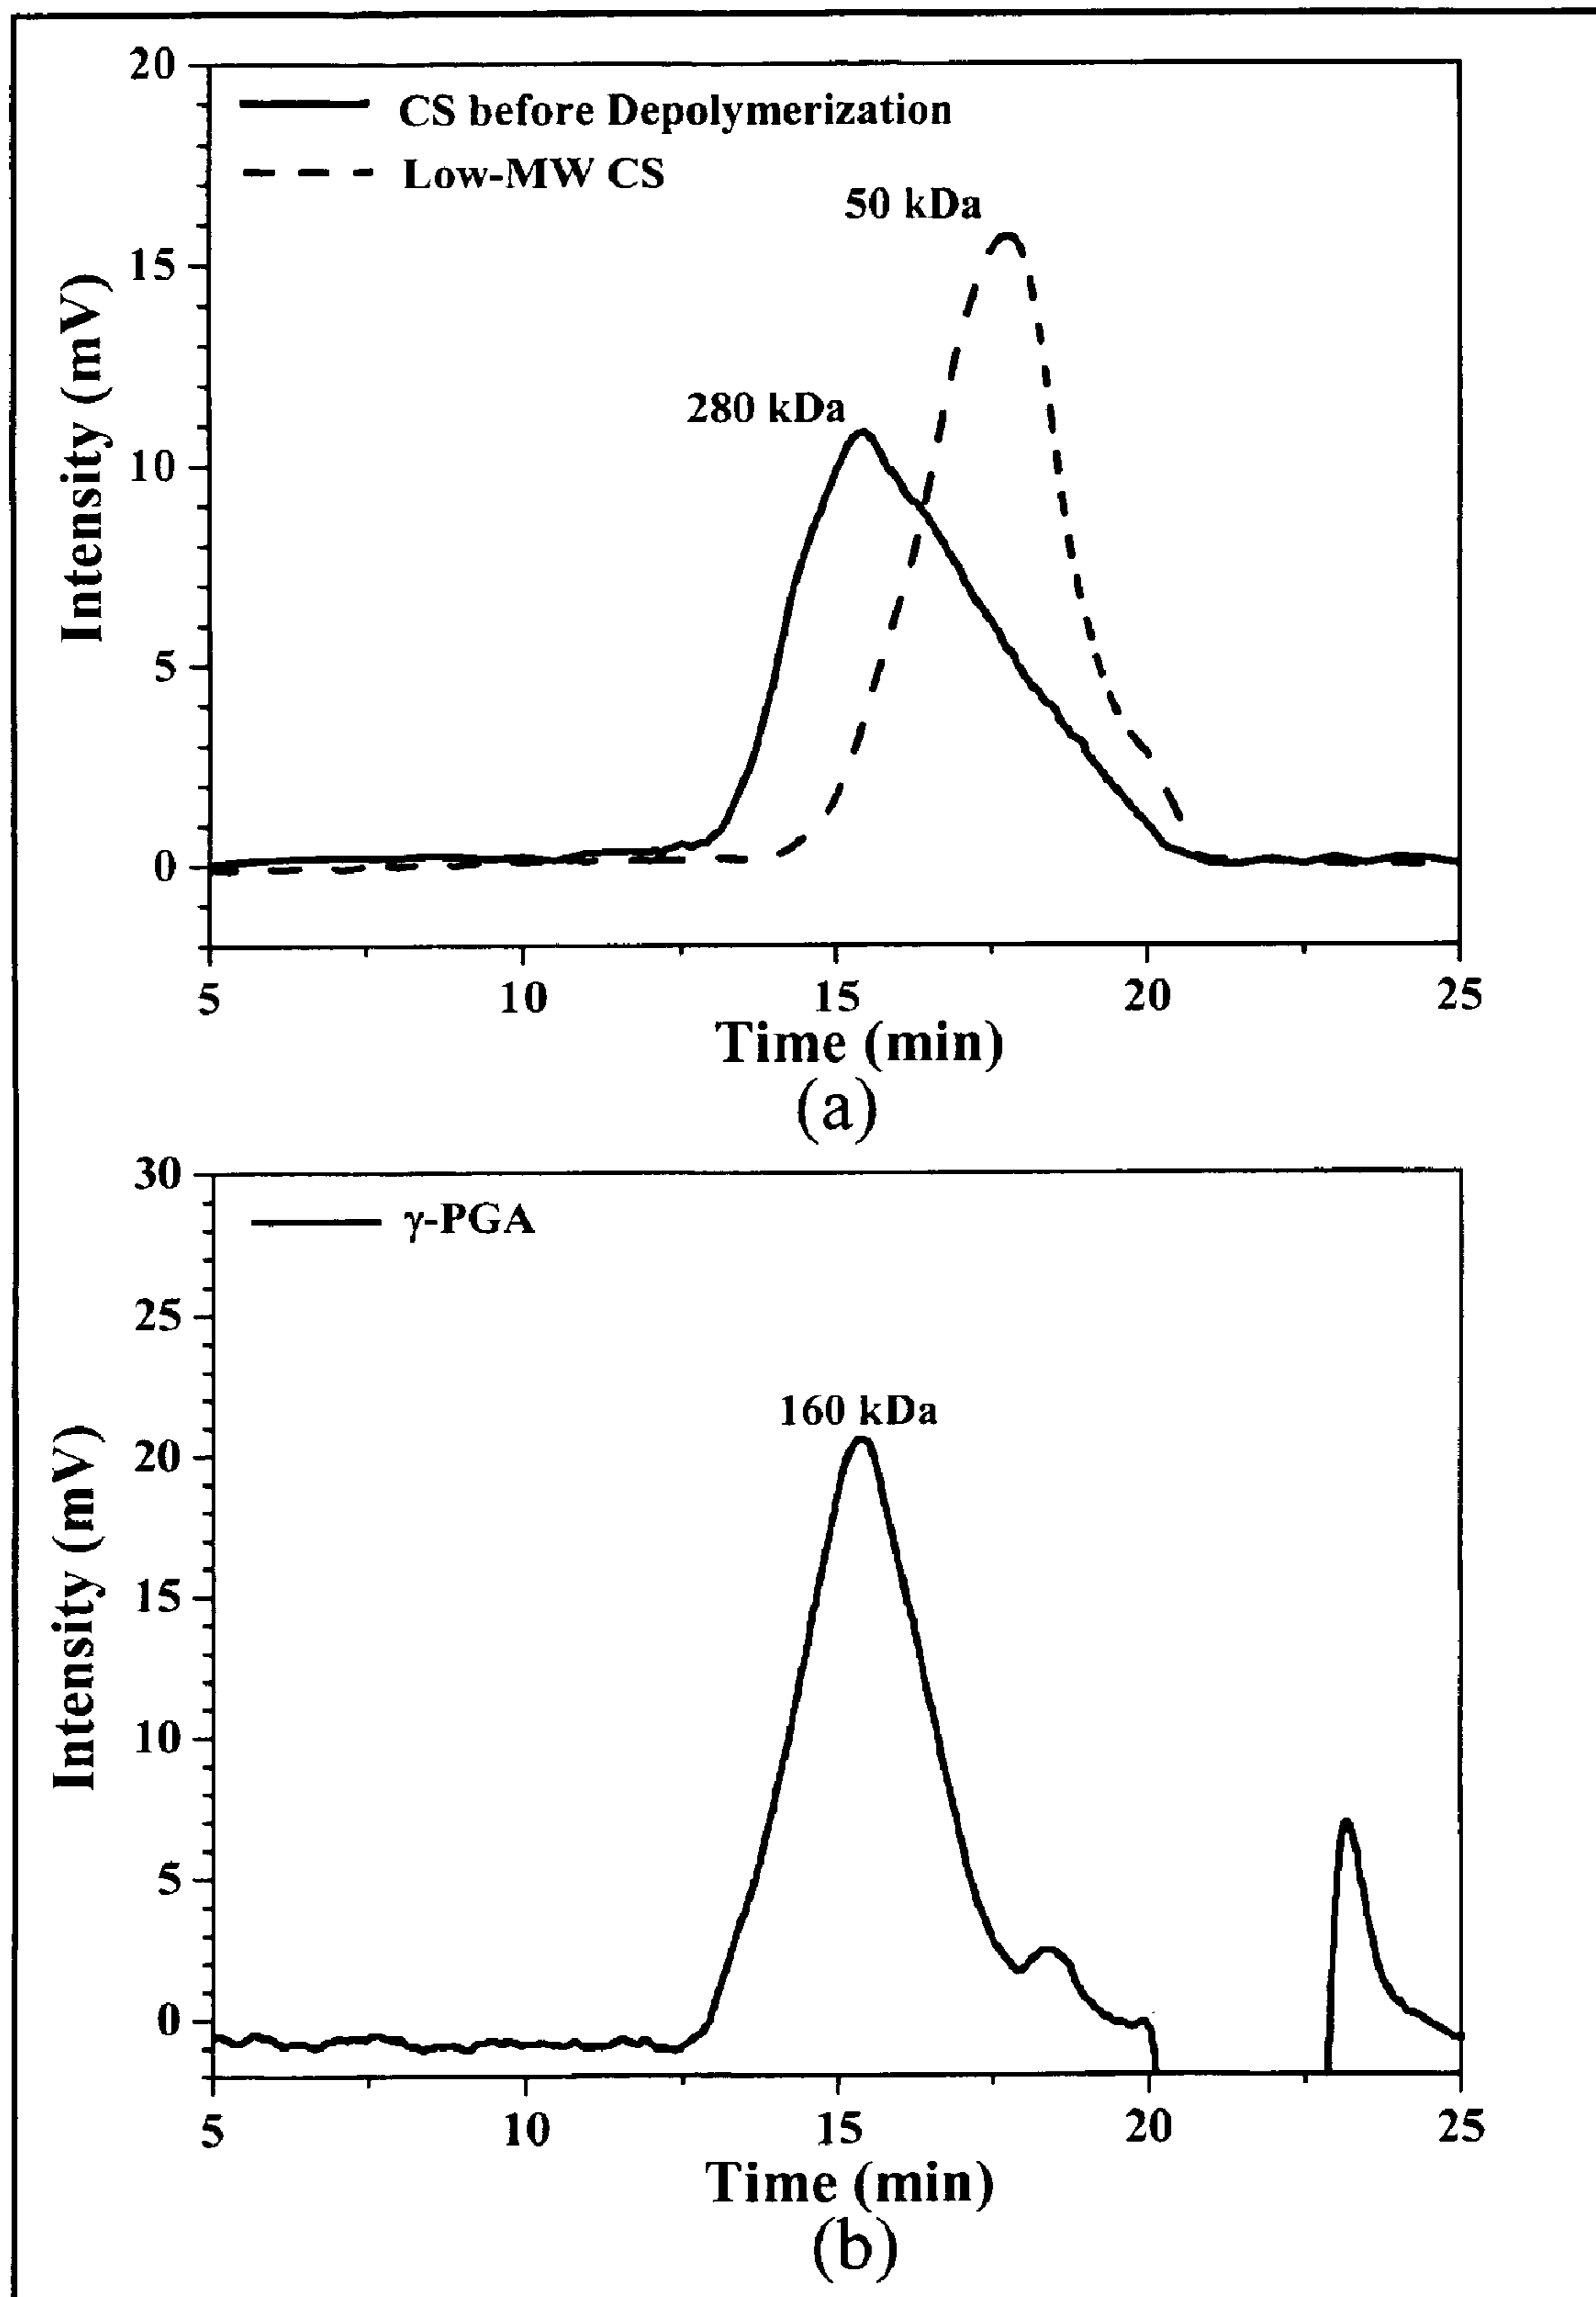 20
CS before Depolymerization
Low-MW CS
50 kDa
15
280 kDa
10
Intensity (mV)
5
0
5 10 15 20 25
Time (min)
(a)
30
γ-PGA
25
160 kDa
20
Intensity (mV)
15
10
5
0
5 10 15 20 25
Time (min)
(b)